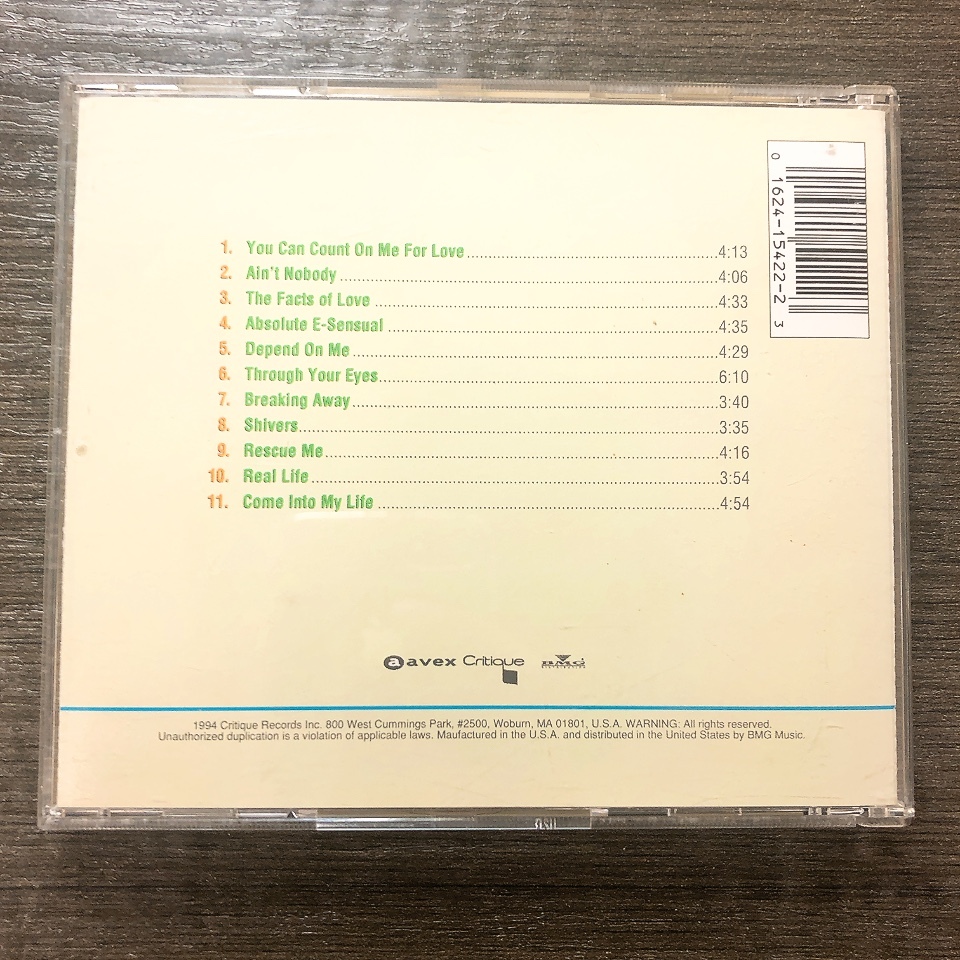 0 1624-15422-2 3
1. You Can Count On Me For Love 4:13
2. Ain't Nobody 4:06
3. The Facts of Love 4:33
4. Absolute E-Sensual 4:35
5. Depend On Me 4:29
6. Through Your Eyes 6:10
7. Breaking Away 3:40
8. Shivers 3:35
9. Rescue Me 4:16
10. Real Life 3:54
11. Come Into My Life 4:54
a avex Critique BMG
1994 Critique Records Inc. 800 West Cummings Park, #2500, Woburn, MA 01801, U.S.A. WARNING: All rights reserved.
Unauthorized duplication is a violation of applicable laws. Maufactured in the U.S.A. and distributed in the United States by BMG Music.